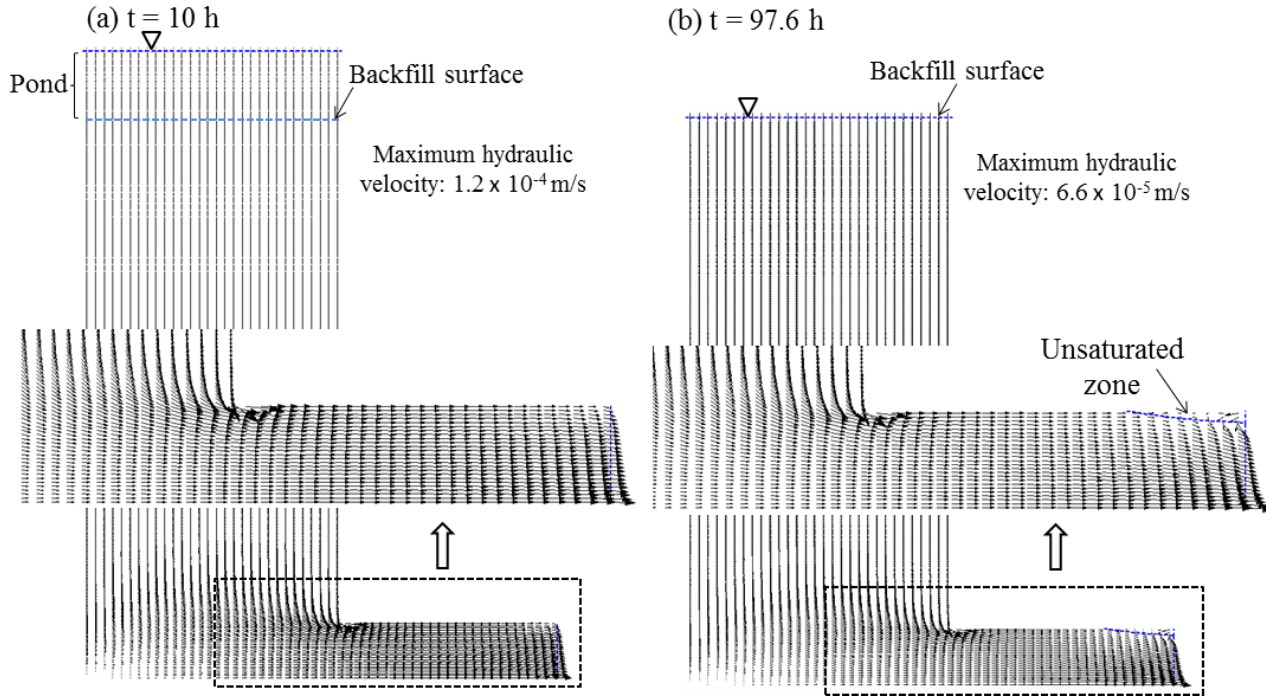 (a) t = 10 h
Pond
Backfill surface
Maximum hydraulic
velocity: 1.2 x 10⁻⁴ m/s
(b) t = 97.6 h
Backfill surface
Maximum hydraulic
velocity: 6.6 x 10⁻⁵ m/s
Unsaturated
zone